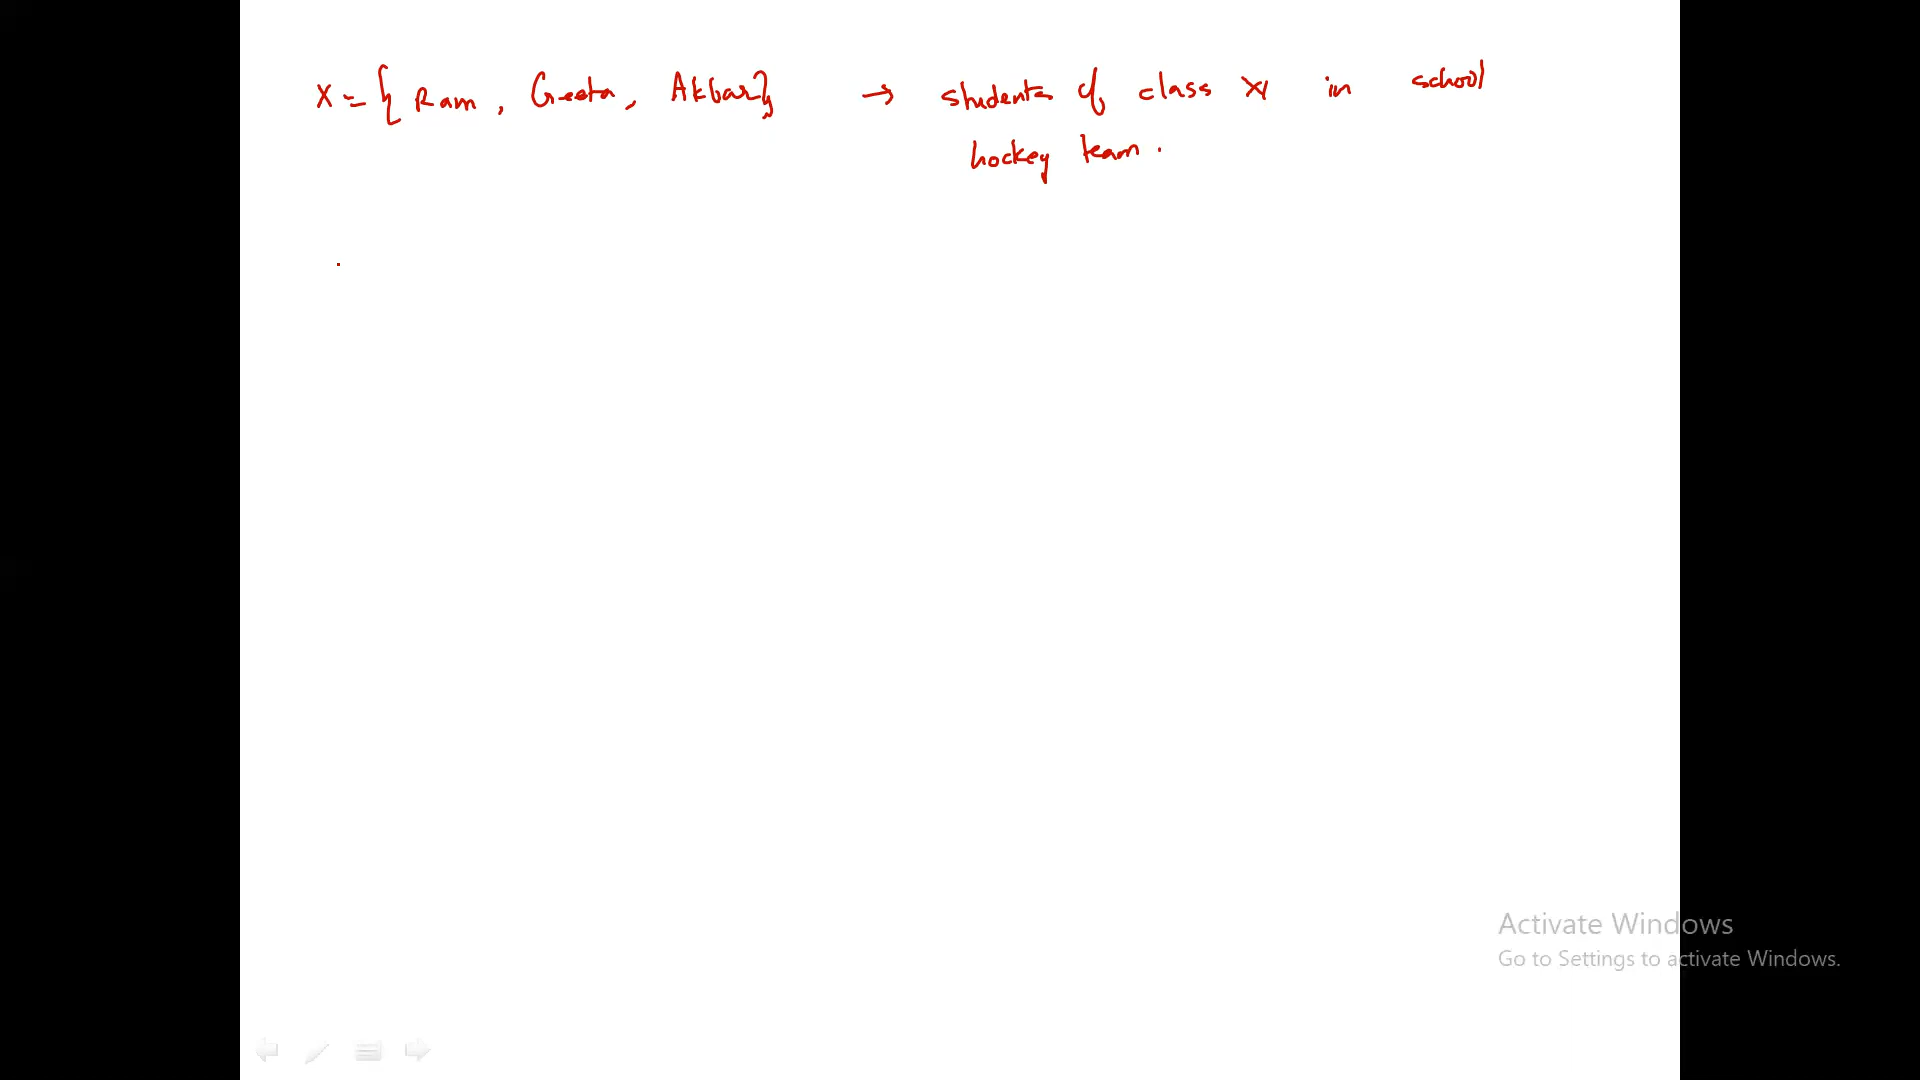 X = { Ram , Geeta , Akbar} → students of class XI in school
hockey team .
Activate Windows
Go to Settings to activate Windows.